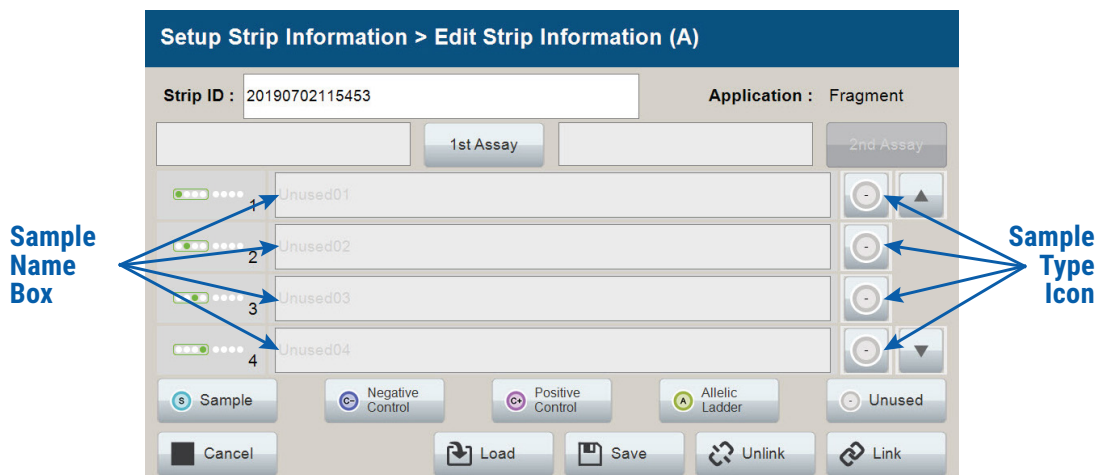 Setup Strip Information > Edit Strip Information (A)
Strip ID : 20190702115453 Application : Fragment
1st Assay 2nd Assay
1 Unused01 -
2 Unused02 -
3 Unused03 -
4 Unused04 -
Sample
Name
Box
Sample
Type
Icon
S Sample
C- Negative
Control
C+ Positive
Control
A Allelic
Ladder
- Unused
Cancel Load Save Unlink Link